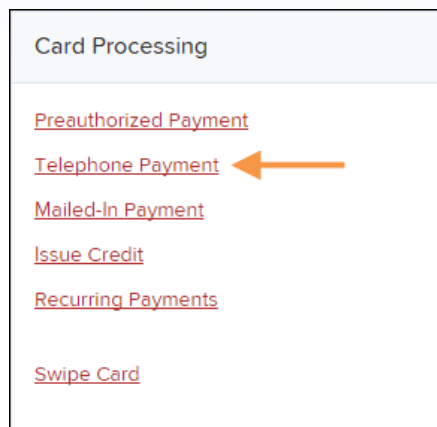 Card Processing
Preauthorized Payment
Telephone Payment
Mailed-In Payment
Issue Credit
Recurring Payments
Swipe Card